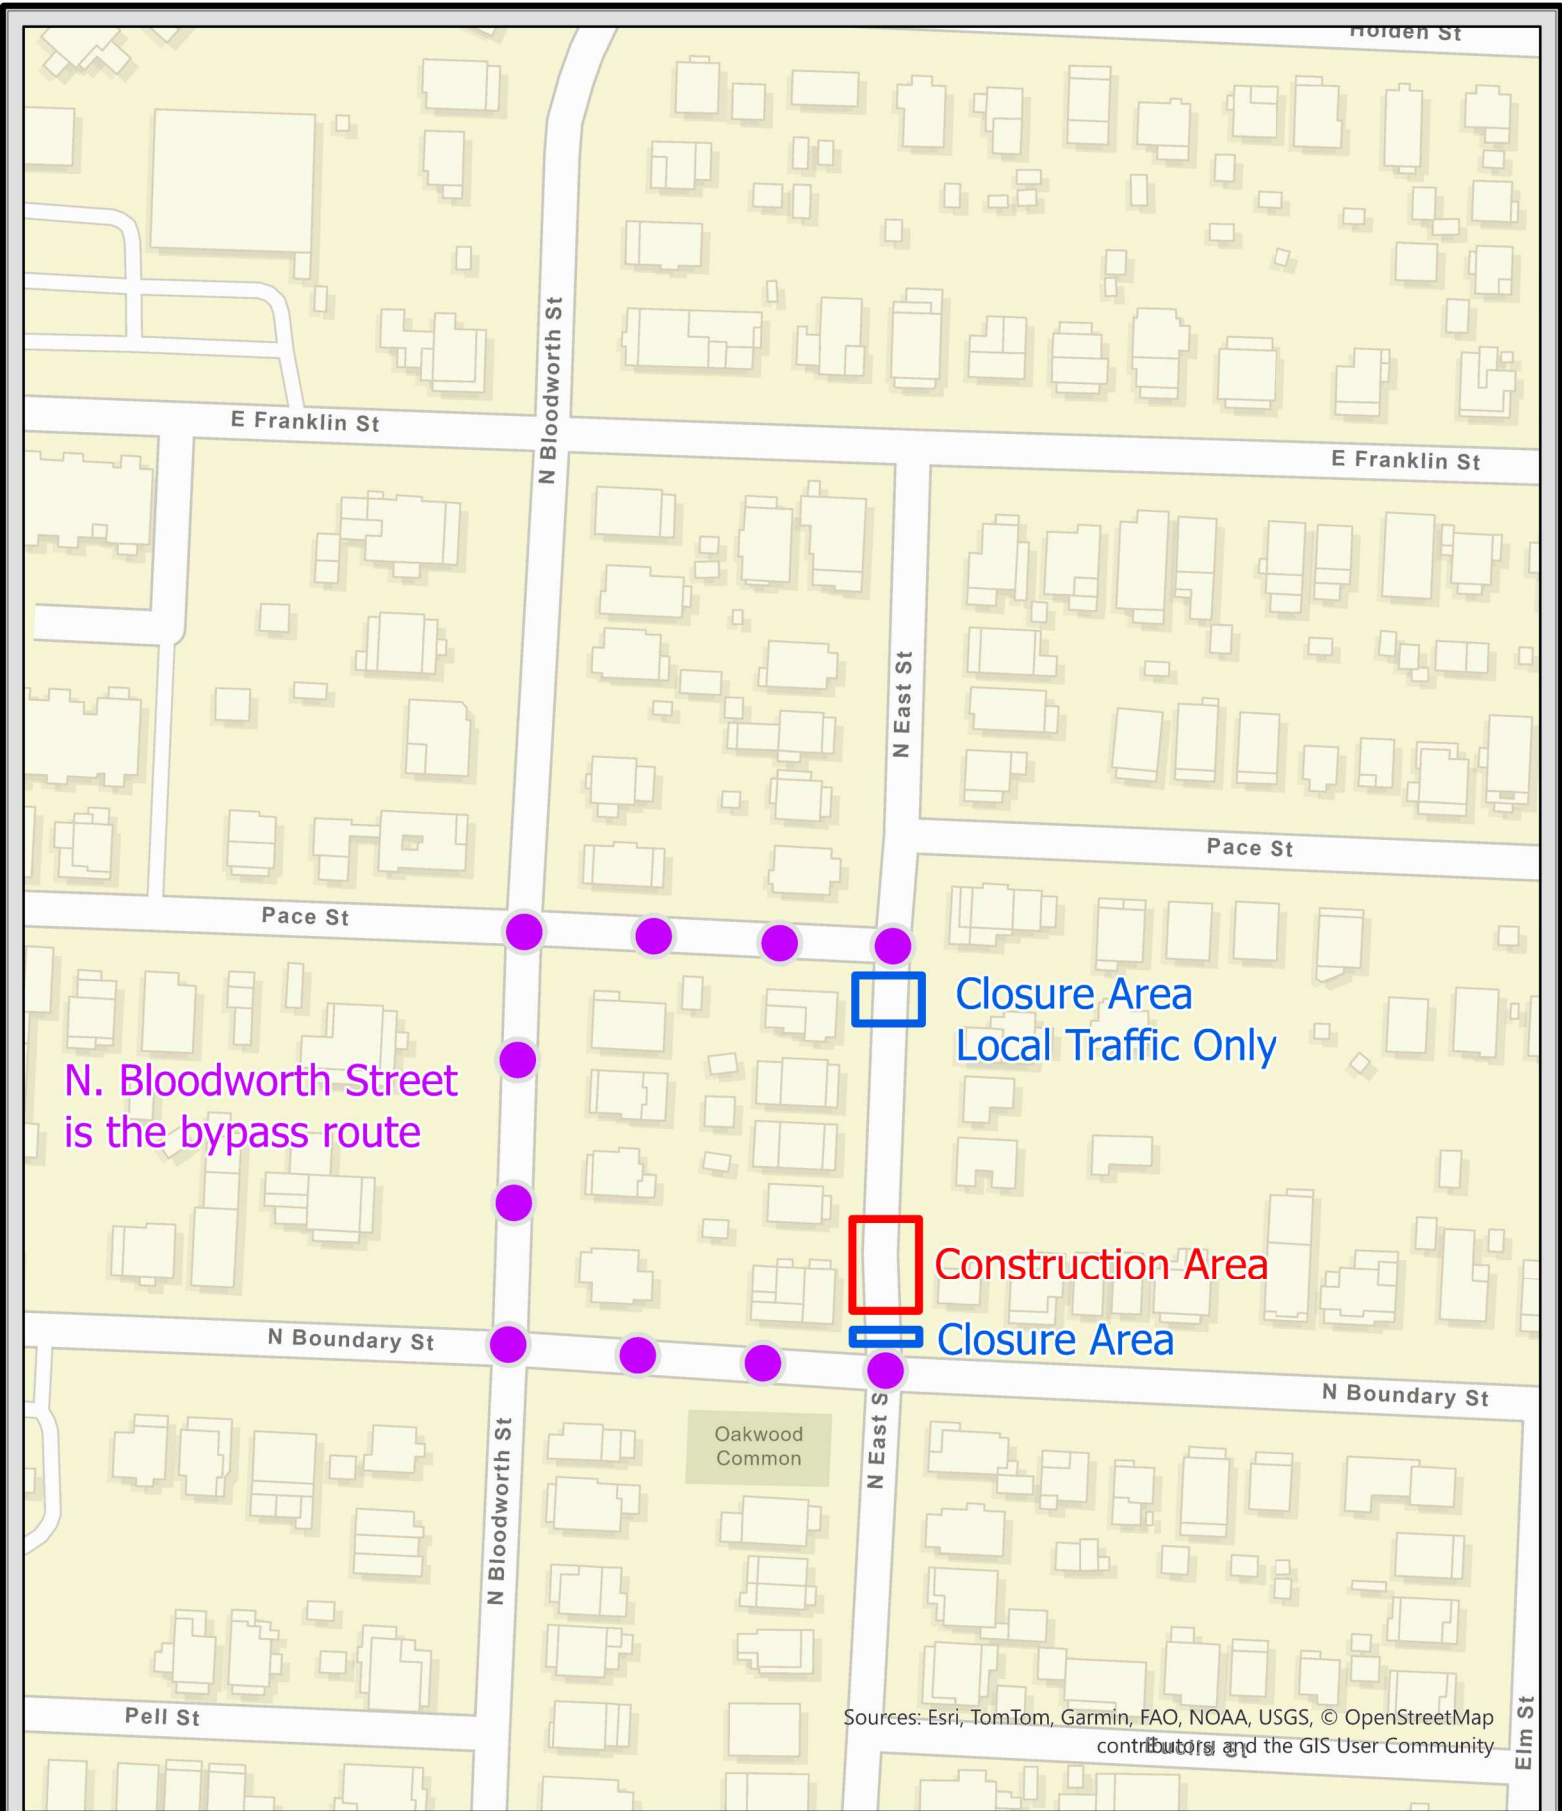 Holden St
N Bloodworth St
E Franklin St
E Franklin St
N East St
Pace St
Pace St
Closure Area
Local Traffic Only
N. Bloodworth Street
is the bypass route
Construction Area
Closure Area
N Boundary St
N Boundary St
Oakwood
Common
N East S
N Bloodworth St
Pell St
Elm St
Sources: Esri, TomTom, Garmin, FAO, NOAA, USGS, © OpenStreetMap
contributors, and the GIS User Community